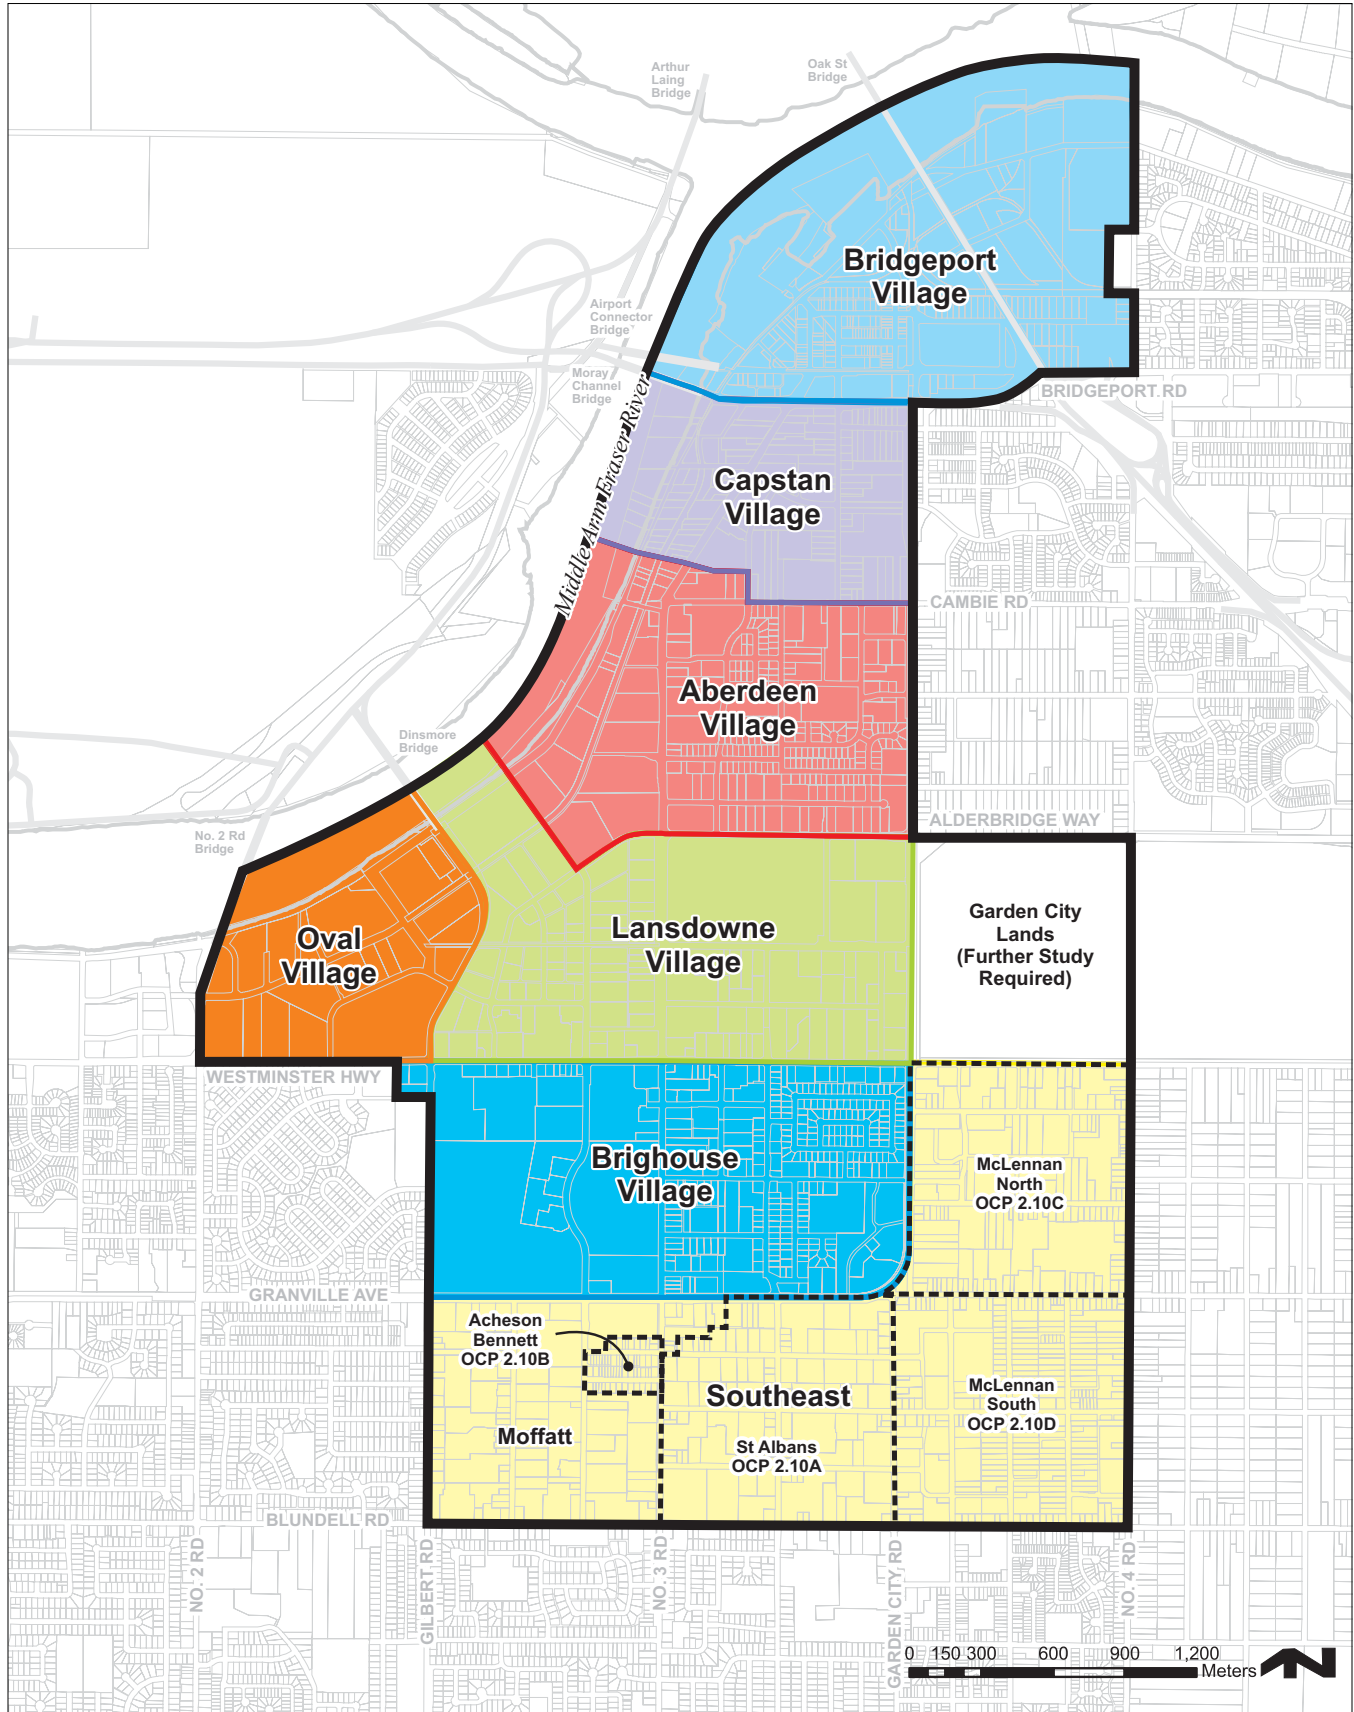 Arthur
Laing
Bridge
Oak St
Bridge
Bridgeport
Village
Airport
Connector
Bridge
Moray
Channel
Bridge
BRIDGEPORT RD
Middle Arm Fraser River
Capstan
Village
CAMBIE RD
Aberdeen
Village
Dinsmore
Bridge
ALDERBRIDGE WAY
No. 2 Rd
Bridge
Garden City
Lands
(Further Study
Required)
Lansdowne
Village
Oval
Village
WESTMINSTER HWY
Brighouse
Village
McLennan
North
OCP 2.10C
GRANVILLE AVE
Acheson
Bennett
OCP 2.10B
Southeast
McLennan
South
OCP 2.10D
Moffatt
St Albans
OCP 2.10A
BLUNDELL RD
NO. 2 RD
GILBERT RD
NO. 3 RD
GARDEN CITY RD
NO. 4 RD
0 150 300 600 900 1,200
Meters
N